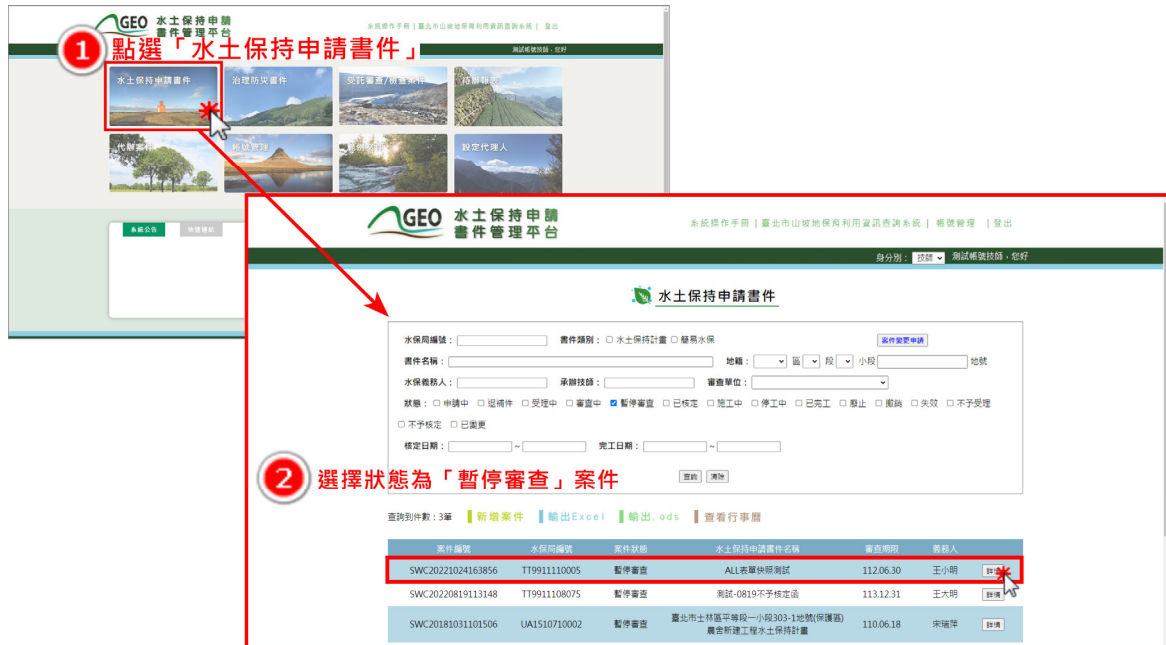 GEO 水土保持申請
書件管理平台
系統操作手冊 | 臺北市山坡地保育利用資訊查詢系統 | 登出
測試帳號技師,您好
1 點選「水土保持申請書件」
水土保持申請書件 治理防災書件 受託審查/檢查案件
代辦案件 帳號管理 設定代理人
系統公告 快速連結
GEO 水土保持申請
書件管理平台
系統操作手冊 | 臺北市山坡地保育利用資訊查詢系統 | 帳號管理 | 登出
身分別: 技師 測試帳號技師,您好
水土保持申請書件
水保局編號: 書件類別: 水土保持計畫 簡易水保 案件變更申請
書件名稱: 地籍: 區 段 小段 地號
水保義務人: 承辦技師: 審查單位:
狀態: 申請中 退補件 受理中 審查中 暫停審查 已核定 施工中 停工中 已完工 廢止 撤銷 失效 不予受理
不予核定 已變更
核定日期: ~ 完工日期: ~
2 選擇狀態為「暫停審查」案件
查詢 清除
查詢到件數:3筆 新增案件 輸出Excel 輸出.ods 查看行事曆
案件編號 水保局編號 案件狀態 水土保持申請書件名稱 審查期限 義務人
SWC20221024163856 TT9911110005 暫停審查 ALL表單快照測試 112.06.30 王小明 詳情
SWC20220819113148 TT9911108075 暫停審查 測試-0819不予核定函 113.12.31 王大明 詳情
SWC20181031101506 UA1510710002 暫停審查 臺北市士林區平等段一小段303-1地號(保護區)
農舍新建工程水土保持計畫 110.06.18 宋瑞萍 詳情